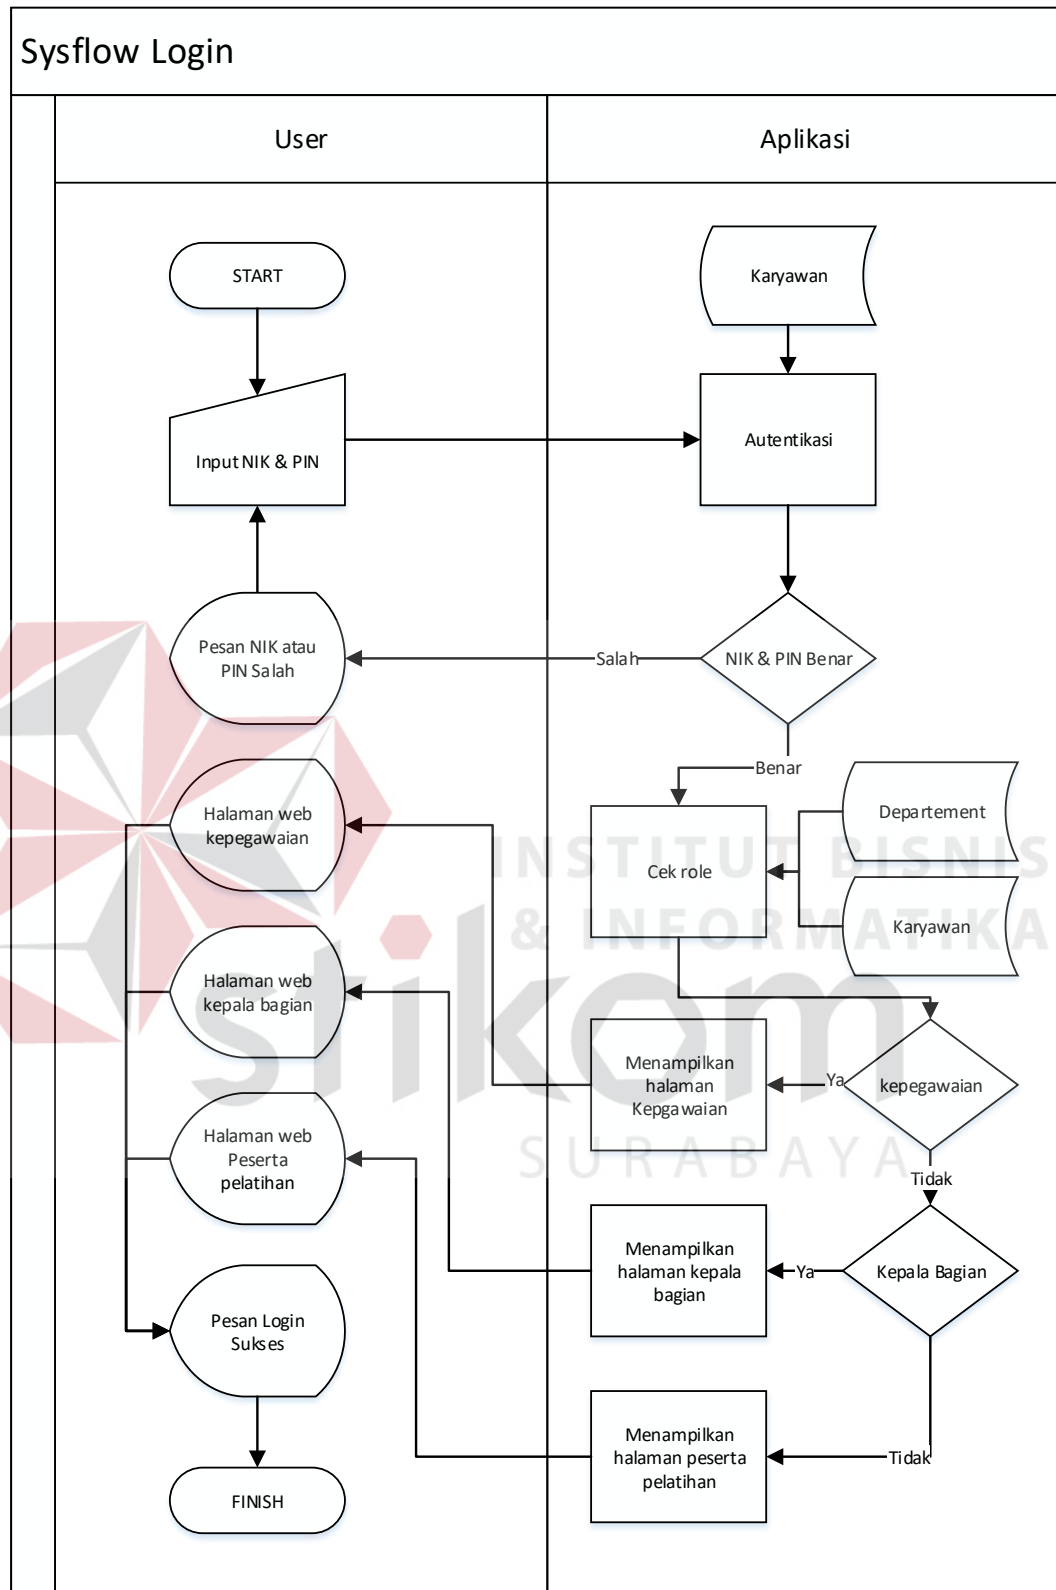 Sysflow Login
User
Aplikasi
START
Karyawan
Input NIK & PIN
Autentikasi
Pesan NIK atau
PIN Salah
Salah
NIK & PIN Benar
Benar
Halaman web
kepegawaian
Cek role
Departement
Karyawan
INSTITUT BISNIS
& INFORMATIKA
stikom
SURABAYA
Halaman web
kepala bagian
Menampilkan
halaman
Kepgawaian
Ya
kepegawaian
Halaman web
Peserta
pelatihan
Tidak
Menampilkan
halaman kepala
bagian
Ya
Kepala Bagian
Pesan Login
Sukses
Menampilkan
halaman peserta
pelatihan
Tidak
FINISH